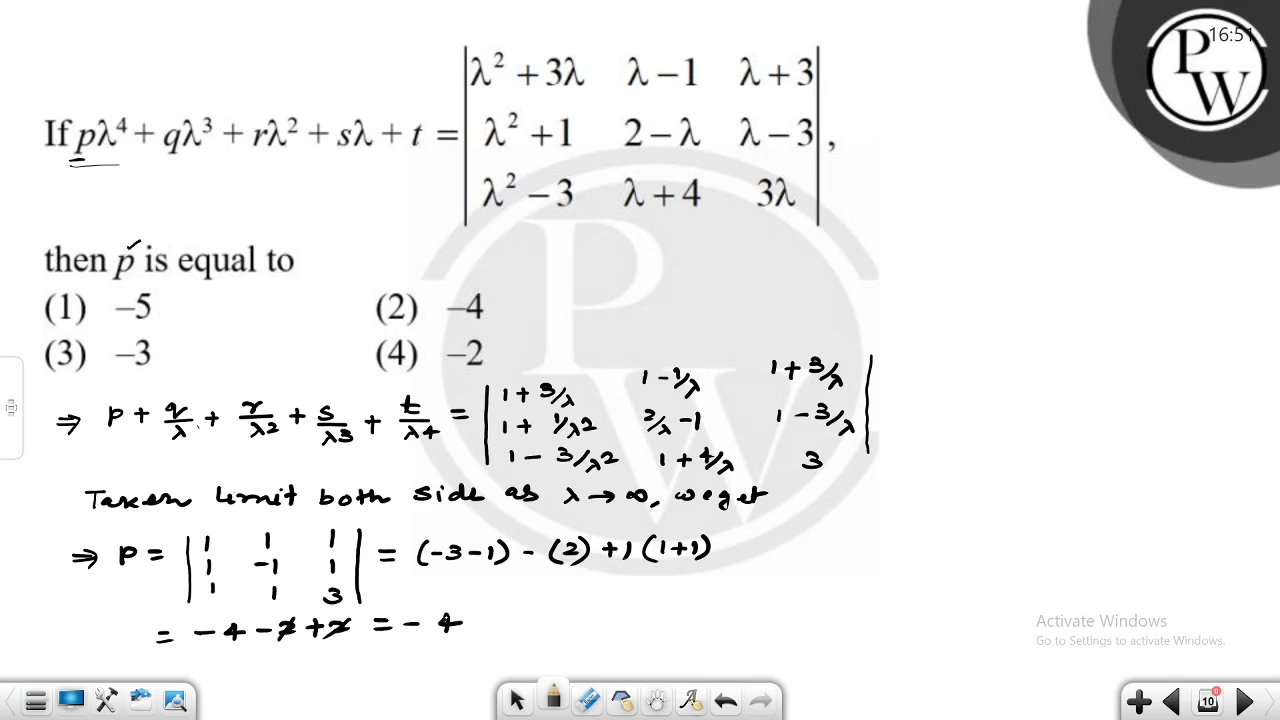 16:51
PW
If pλ⁴ + qλ³ + rλ² + sλ + t = | λ² + 3λ λ − 1 λ + 3 |
| λ² + 1 2 − λ λ − 3 | ,
| λ² − 3 λ + 4 3λ |
then p is equal to
(1) –5 (2) –4
(3) –3 (4) –2
⇒ p + q/λ + r/λ2 + s/λ3 + t/λ4 = | 1 + 3/λ 1 - 1/λ 1 + 3/λ |
| 1 + 1/λ2 2/λ -1 1 - 3/λ |
| 1 - 3/λ2 1 + 4/λ 3 |
Taken limit both side as λ → ∞, we get
⇒ P = | 1 1 1 | = (-3-1) - (2) + 1 (1+1)
| 1 -1 1 |
| 1 1 3 |
= - 4 - 2 + 2 = - 4
Activate Windows
Go to Settings to activate Windows.
10
0